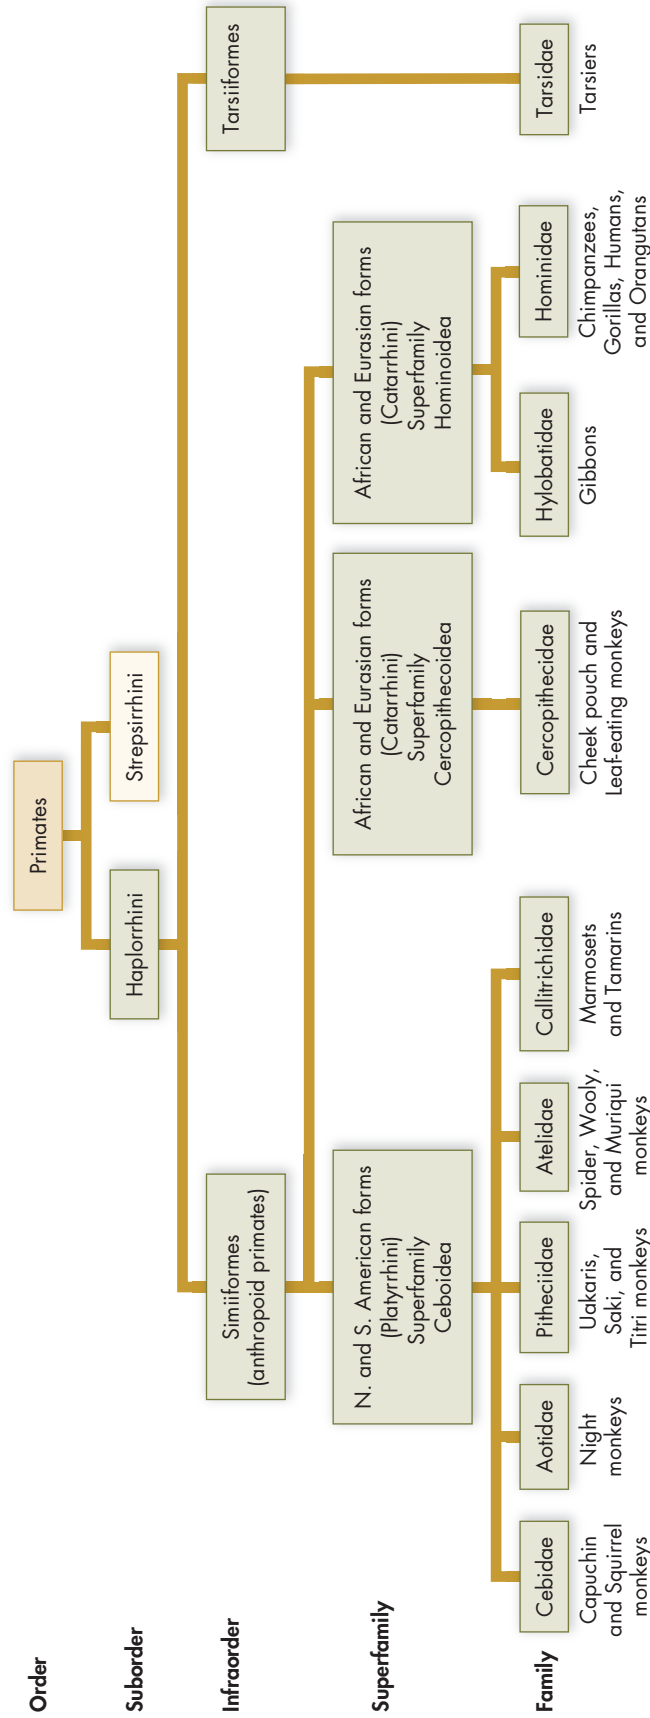 Order
Primates
Suborder
Haplorrhini
Strepsirrhini
Infraorder
Simiiformes
(anthropoid primates)
Tarsiiformes
Superfamily
N. and S. American forms
(Platyrrhini)
Superfamily
Ceboidea
African and Eurasian forms
(Catarrhini)
Superfamily
Cercopithecoidea
African and Eurasian forms
(Catarrhini)
Superfamily
Hominoidea
Family
Cebidae
Capuchin
and Squirrel
monkeys
Aotidae
Night
monkeys
Pitheciidae
Uakaris,
Saki, and
Titri monkeys
Atelidae
Spider, Wooly,
and Muriqui
monkeys
Callitrichidae
Marmosets
and Tamarins
Cercopithecidae
Cheek pouch and
Leaf-eating monkeys
Hylobatidae
Gibbons
Hominidae
Chimpanzees,
Gorillas, Humans,
and Orangutans
Tarsidae
Tarsiers